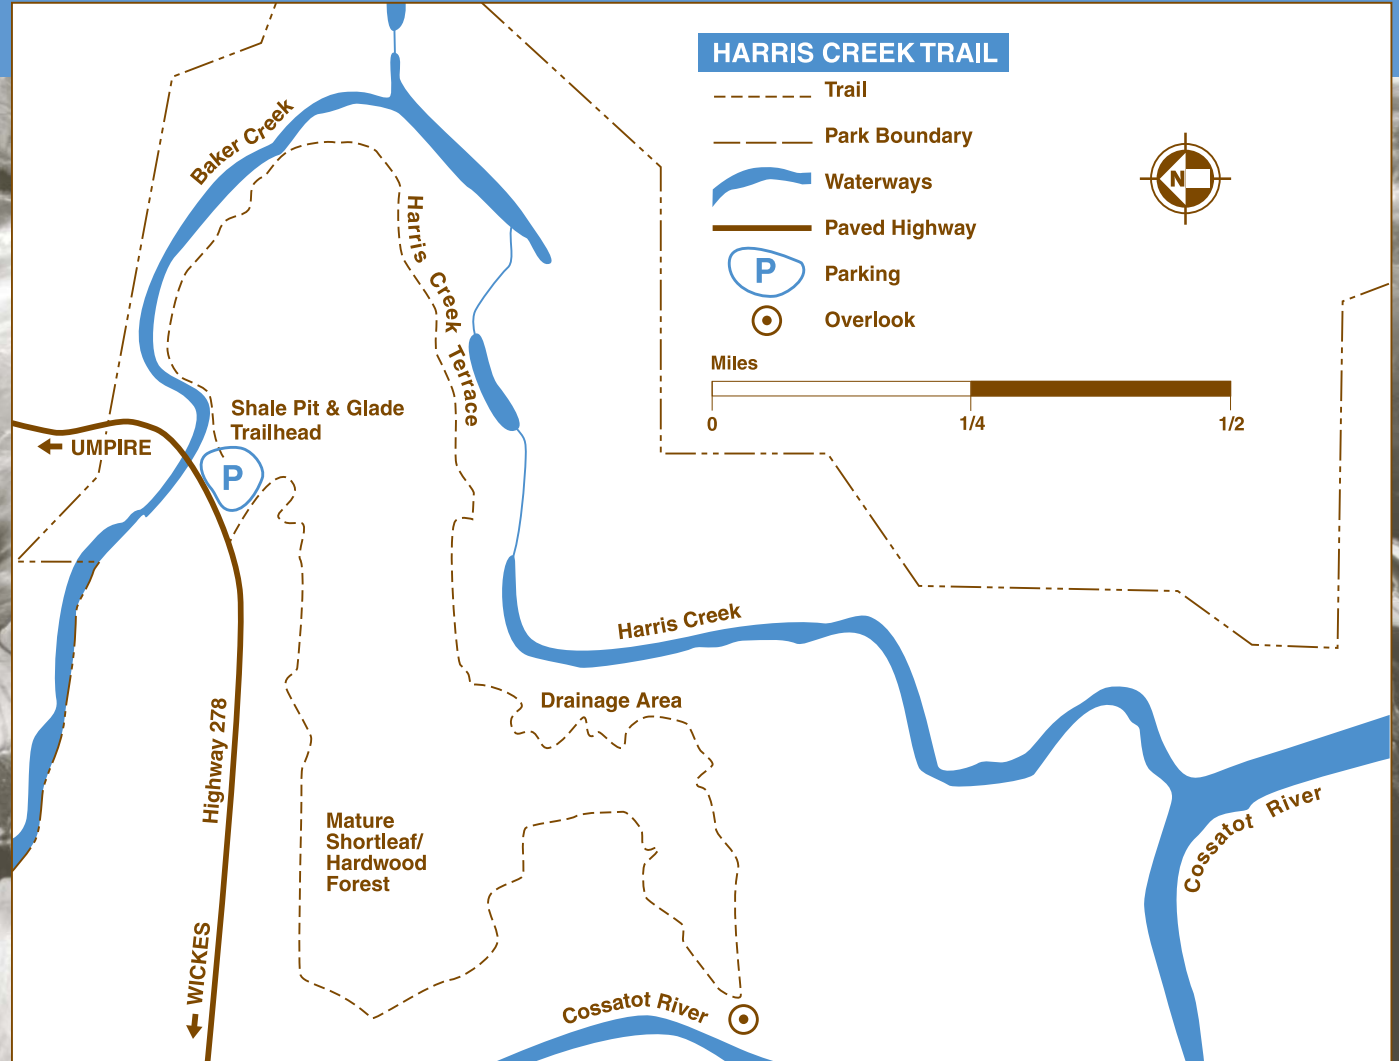 HARRIS CREEK TRAIL
Trail
Park Boundary
Waterways
Paved Highway
P
Parking
Overlook
N
Miles
0
1/4
1/2
Baker Creek
Harris Creek Terrace
Shale Pit & Glade
Trailhead
UMPIRE
P
Harris Creek
Drainage Area
Highway 278
Mature
Shortleaf/
Hardwood
Forest
Cossatot River
WICKES
Cossatot River